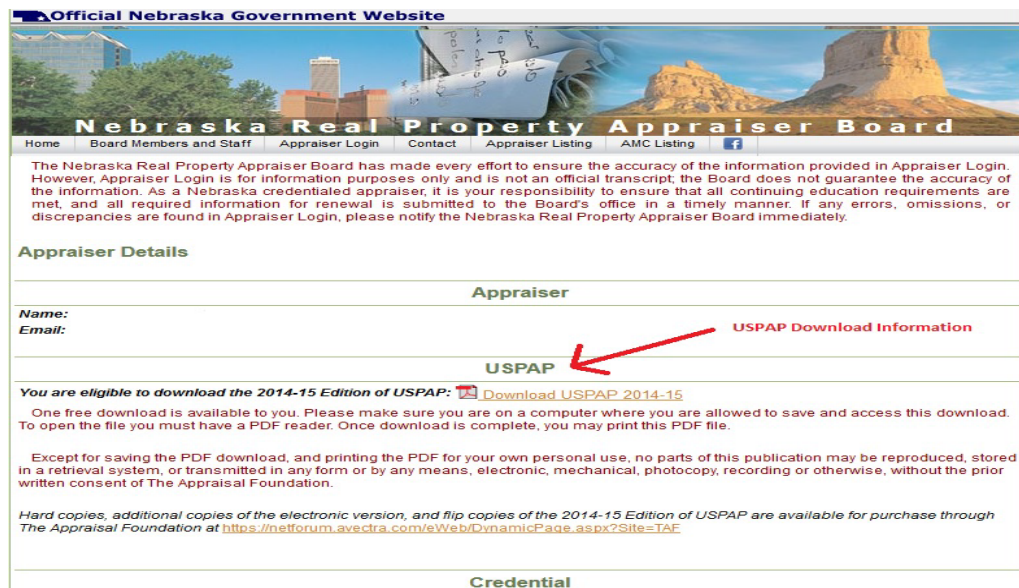 Official Nebraska Government Website
Nebraska Real Property Appraiser Board
Home Board Members and Staff Appraiser Login Contact Appraiser Listing AMC Listing f
The Nebraska Real Property Appraiser Board has made every effort to ensure the accuracy of the information provided in Appraiser Login.
However, Appraiser Login is for information purposes only and is not an official transcript; the Board does not guarantee the accuracy of
the information. As a Nebraska credentialed appraiser, it is your responsibility to ensure that all continuing education requirements are
met, and all required information for renewal is submitted to the Board's office in a timely manner. If any errors, omissions, or
discrepancies are found in Appraiser Login, please notify the Nebraska Real Property Appraiser Board immediately.
Appraiser Details
Appraiser
Name:
Email:
USPAP Download Information
USPAP
You are eligible to download the 2014-15 Edition of USPAP: Download USPAP 2014-15
One free download is available to you. Please make sure you are on a computer where you are allowed to save and access this download.
To open the file you must have a PDF reader. Once download is complete, you may print this PDF file.
Except for saving the PDF download, and printing the PDF for your own personal use, no parts of this publication may be reproduced, stored
in a retrieval system, or transmitted in any form or by any means, electronic, mechanical, photocopy, recording or otherwise, without the prior
written consent of The Appraisal Foundation.
Hard copies, additional copies of the electronic version, and flip copies of the 2014-15 Edition of USPAP are available for purchase through
The Appraisal Foundation at https://netforum.avectra.com/eWeb/DynamicPage.aspx?Site=TAF
Credential